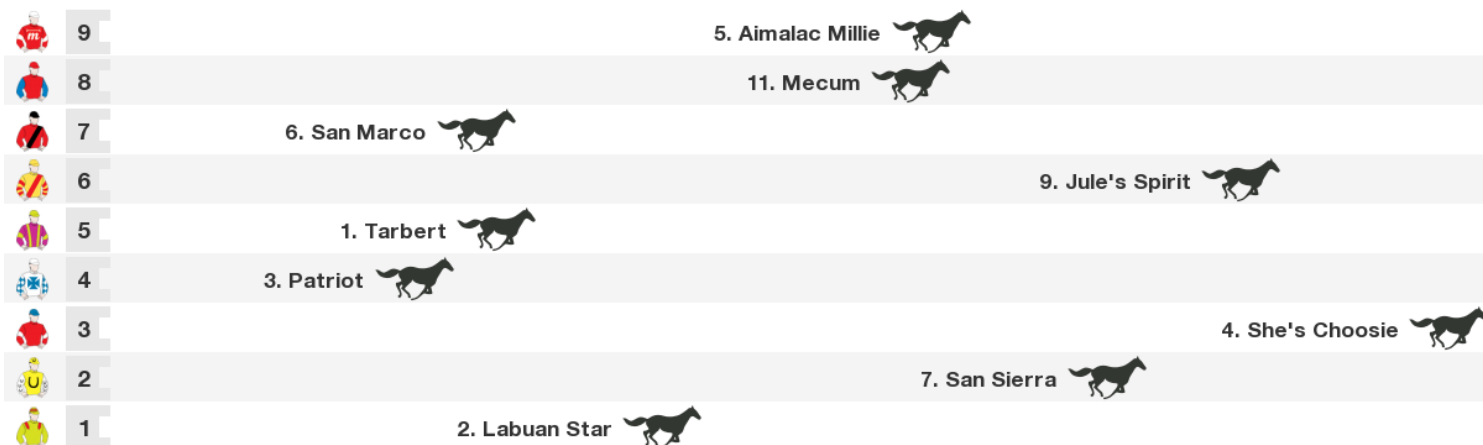 9 5. Aimalac Millie
8 11. Mecum
7 6. San Marco
6 9. Jule's Spirit
5 1. Tarbert
4 3. Patriot
3 4. She's Choosie
2 7. San Sierra
1 2. Labuan Star